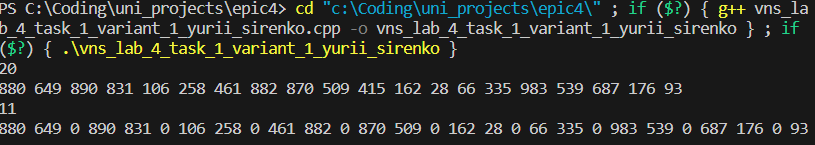 PS C:\Coding\uni_projects\epic4> cd "c:\Coding\uni_projects\epic4\" ; if ($?) { g++ vns_la
b_4_task_1_variant_1_yurii_sirenko.cpp -o vns_lab_4_task_1_variant_1_yurii_sirenko } ; if
($?) { .\vns_lab_4_task_1_variant_1_yurii_sirenko }
20
880 649 890 831 106 258 461 882 870 509 415 162 28 66 335 983 539 687 176 93
11
880 649 0 890 831 0 106 258 0 461 882 0 870 509 0 162 28 0 66 335 0 983 539 0 687 176 0 93